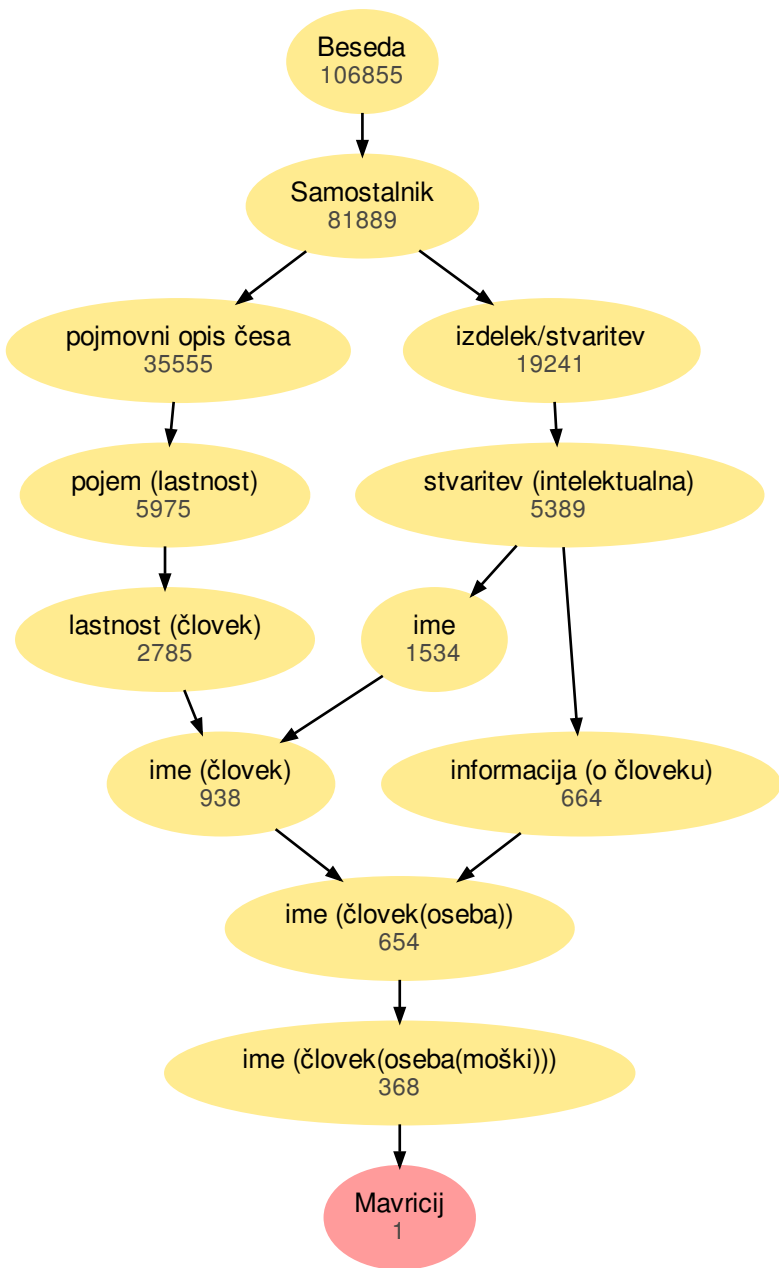 Beseda
106855
Samostalnik
81889
pojmovni opis česa
35555
izdelek/stvaritev
19241
pojem (lastnost)
5975
stvaritev (intelektualna)
5389
lastnost (človek)
2785
ime
1534
ime (človek)
938
informacija (o človeku)
664
ime (človek(oseba))
654
ime (človek(oseba(moški)))
368
Mavricij
1